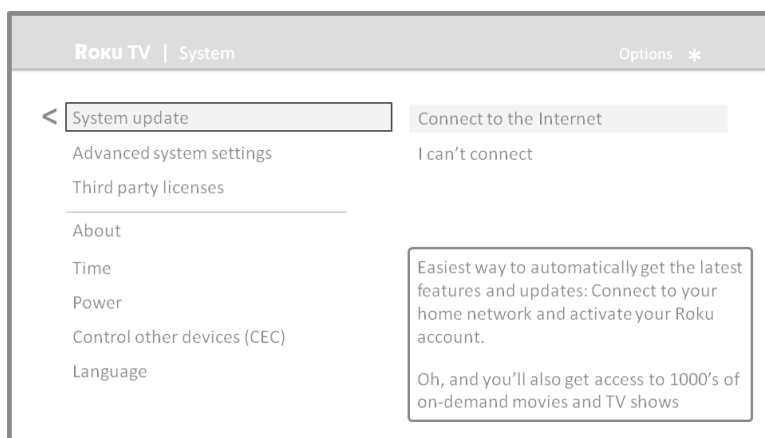 ROKU TV | System
Options *
< System update
Advanced system settings
Third party licenses
About
Time
Power
Control other devices (CEC)
Language
Connect to the Internet
I can't connect
Easiest way to automatically get the latest
features and updates: Connect to your
home network and activate your Roku
account.
Oh, and you'll also get access to 1000's of
on-demand movies and TV shows